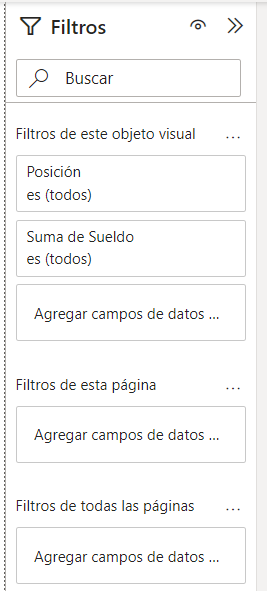 Filtros
Buscar
Filtros de este objeto visual ...
Posición
es (todos)
Suma de Sueldo
es (todos)
Agregar campos de datos ...
Filtros de esta página ...
Agregar campos de datos ...
Filtros de todas las páginas ...
Agregar campos de datos ...